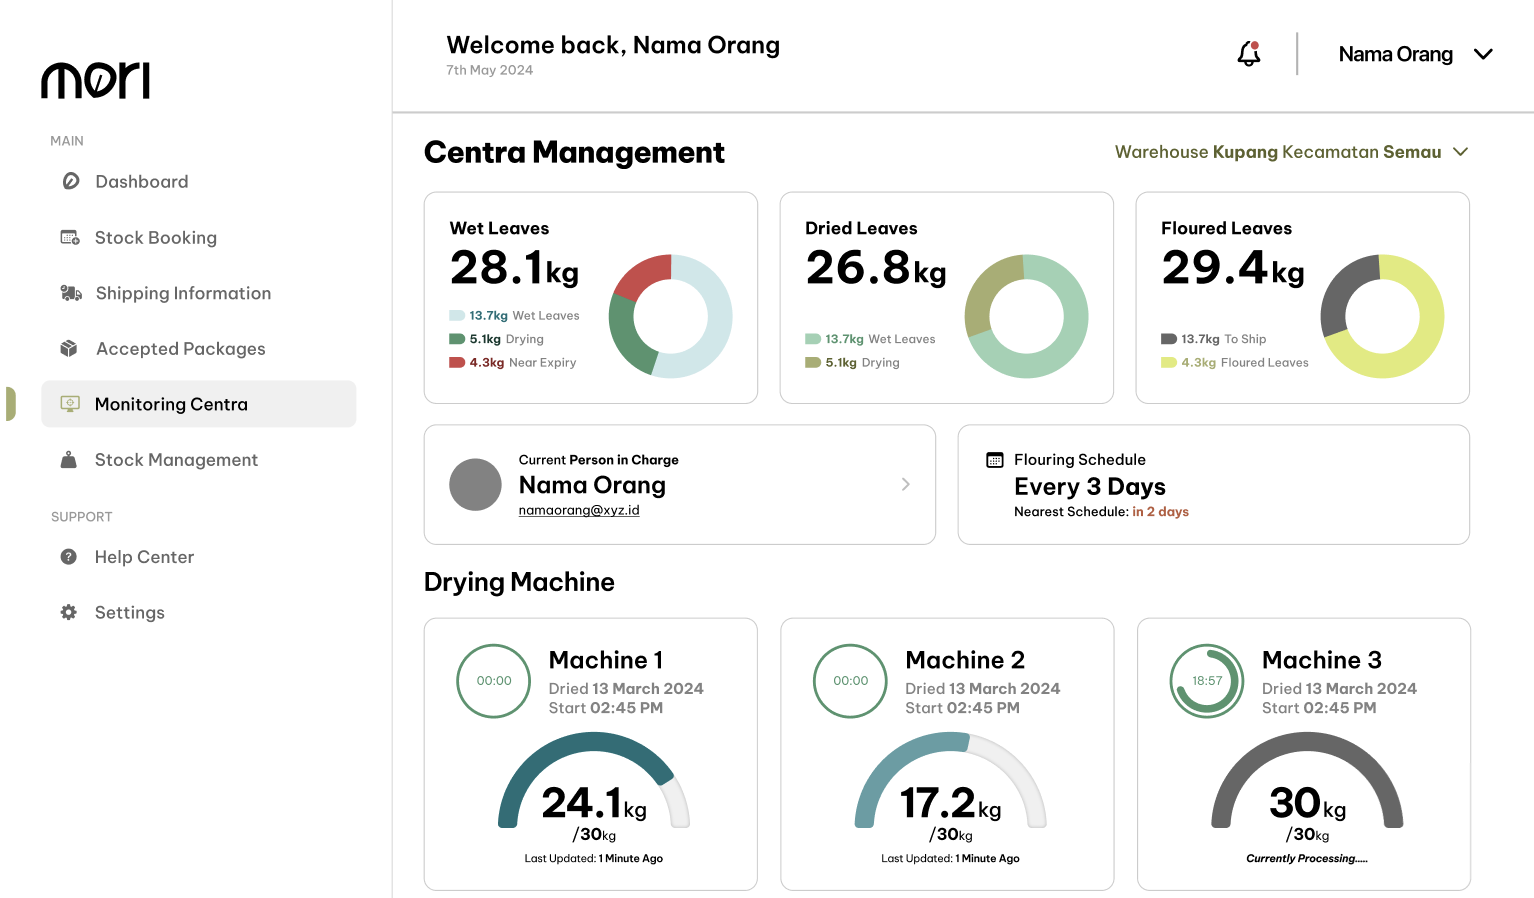 mori
MAIN
Dashboard
Stock Booking
Shipping Information
Accepted Packages
Monitoring Centra
Stock Management
SUPPORT
Help Center
Settings
Welcome back, Nama Orang
7th May 2024
Nama Orang
Centra Management
Warehouse Kupang Kecamatan Semau
Wet Leaves
28.1kg
13.7kg Wet Leaves
5.1kg Drying
4.3kg Near Expiry
Dried Leaves
26.8kg
13.7kg Wet Leaves
5.1kg Drying
Floured Leaves
29.4kg
13.7kg To Ship
4.3kg Floured Leaves
Current Person in Charge
Nama Orang
namaorang@xyz.id
Flouring Schedule
Every 3 Days
Nearest Schedule: in 2 days
Drying Machine
00:00
Machine 1
Dried 13 March 2024
Start 02:45 PM
24.1kg
/30kg
Last Updated: 1 Minute Ago
00:00
Machine 2
Dried 13 March 2024
Start 02:45 PM
17.2kg
/30kg
Last Updated: 1 Minute Ago
18:57
Machine 3
Dried 13 March 2024
Start 02:45 PM
30kg
/30kg
Currently Processing.....